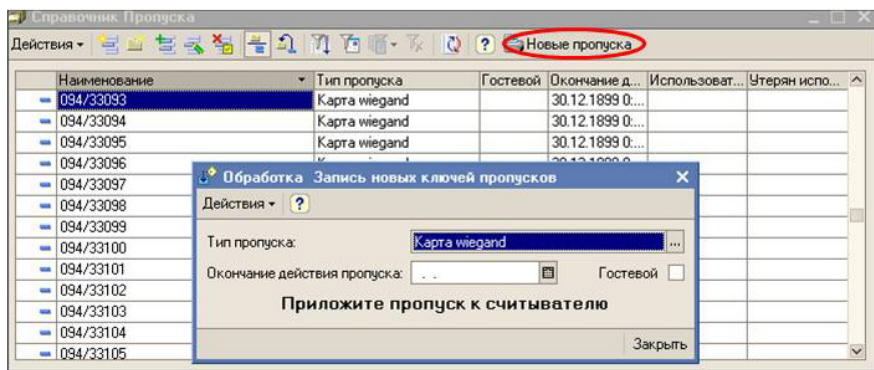 Справочник Пропуска
Действия
Новые пропуска
Наименование Тип пропуска Гостевой Окончание д... Использоват... Утерян испо...
094/33093 Карта wiegand 30.12.1899 0:...
094/33094 Карта wiegand 30.12.1899 0:...
094/33095 Карта wiegand 30.12.1899 0:...
094/33096
094/33097
094/33098
094/33099
094/33100
094/33101
094/33102
094/33103
094/33104
094/33105
Обработка Запись новых ключей пропусков
Действия
Тип пропуска: Карта wiegand ...
Окончание действия пропуска: . . Гостевой
Приложите пропуск к считывателю
Закрыть